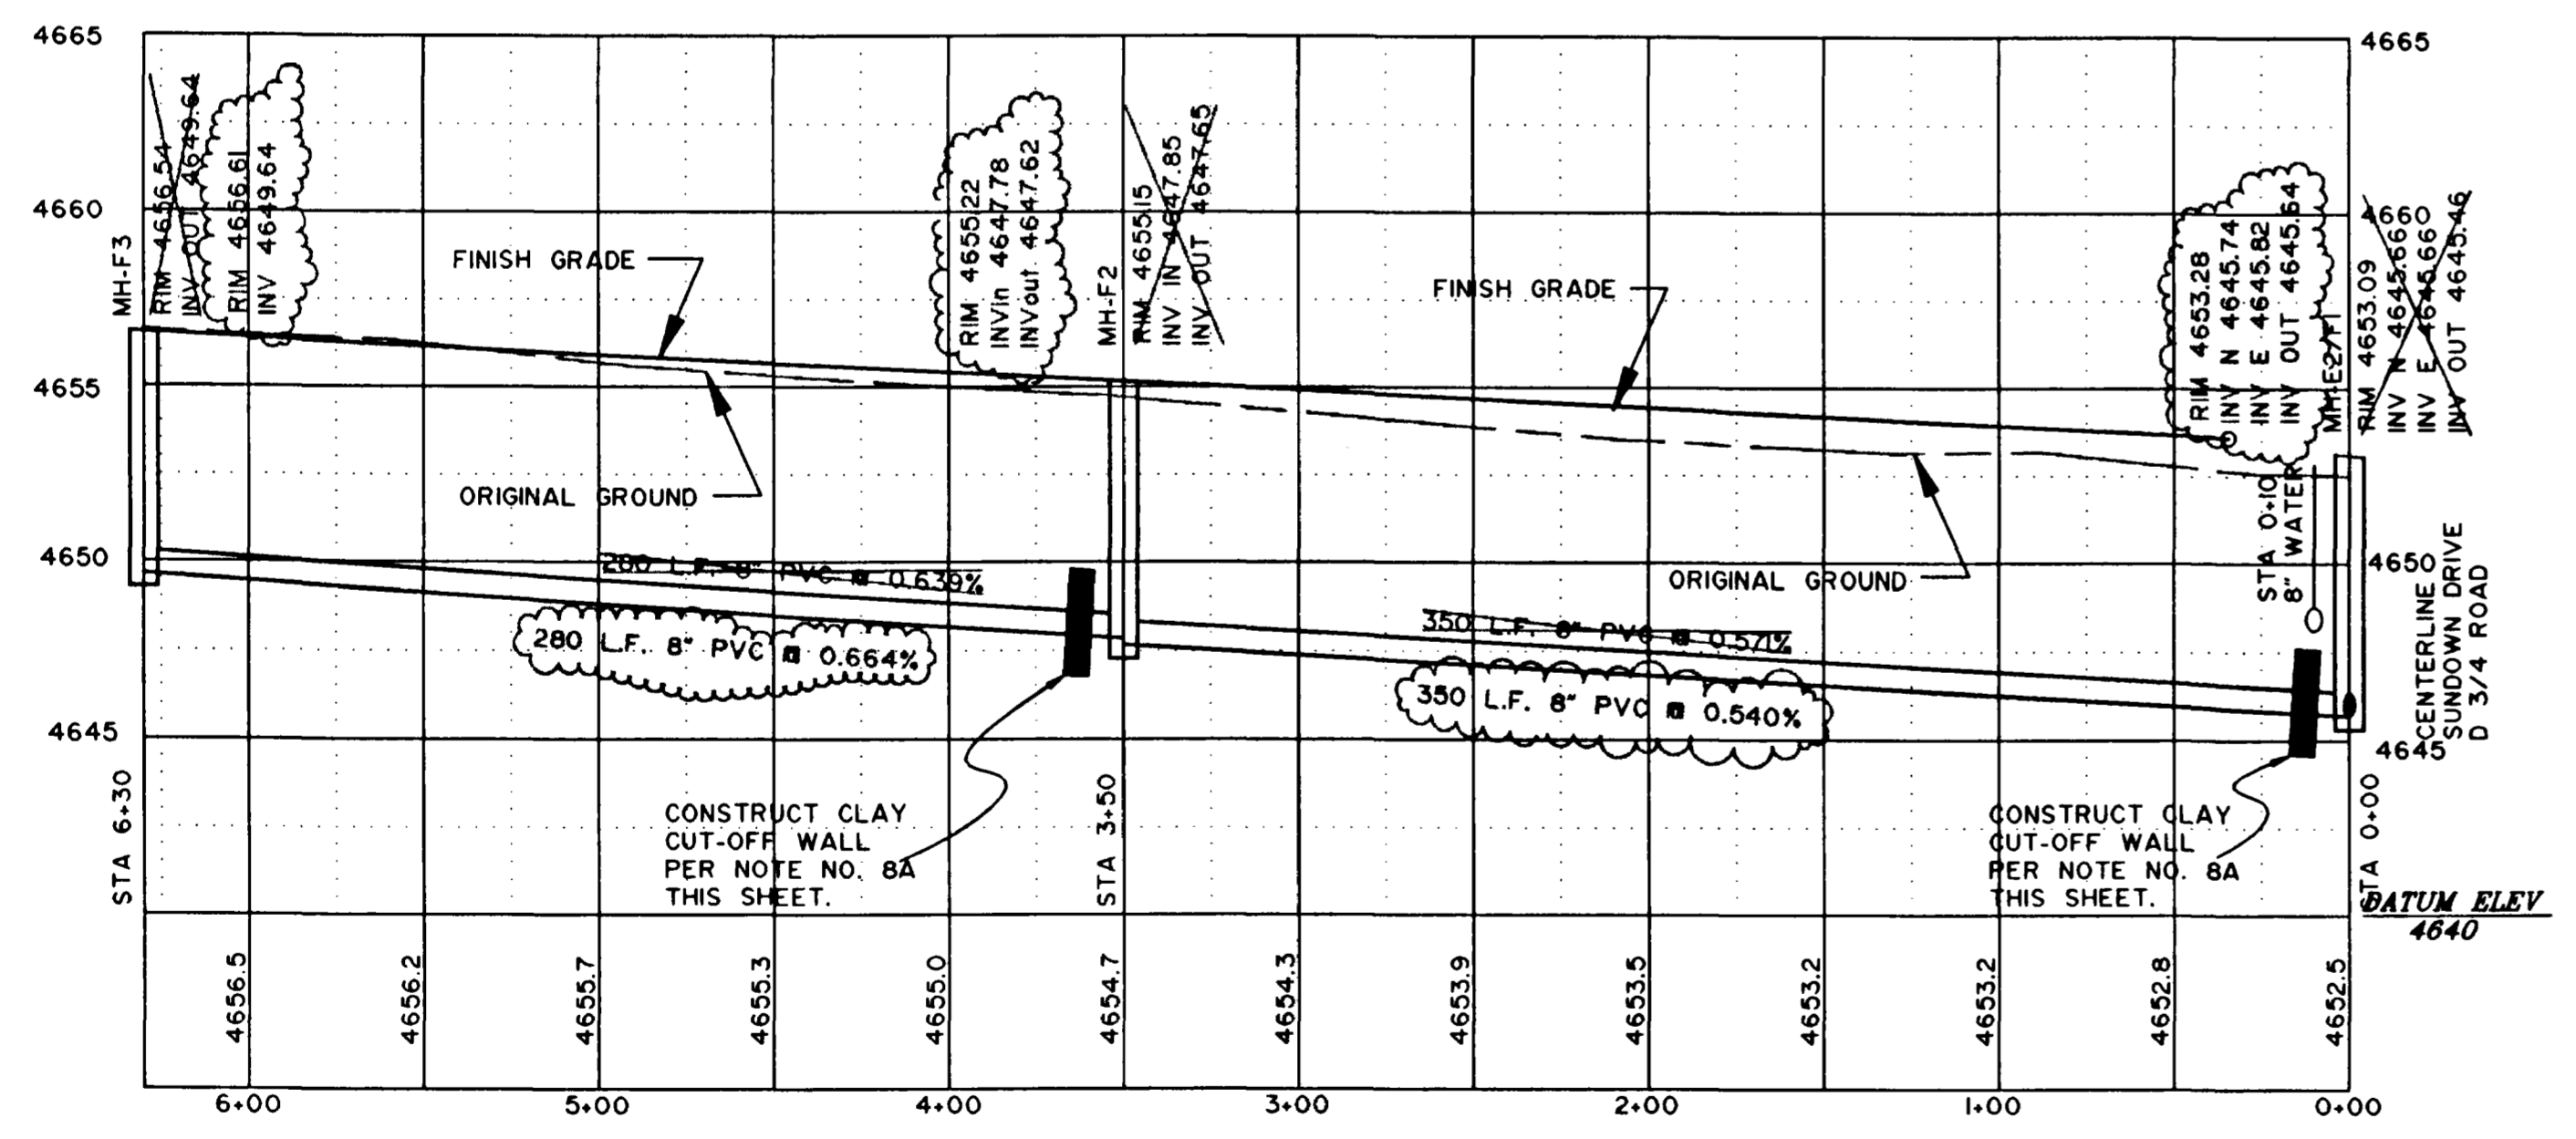 4665
4660
4655
4650
4645
4665
4660
4650
4645
MH-F3
RIM 4656.54
INV OUT 4649.64
RIM 4656.61
INV 4649.64
FINISH GRADE
ORIGINAL GROUND
280 L.F. 8" PVC @ 0.639%
280 L.F. 8" PVC @ 0.664%
RIM 4655.22
INVin 4647.78
INVout 4647.62
MH-F2
RIM 4655.15
INV IN 4647.85
INV OUT 4647.65
FINISH GRADE
ORIGINAL GROUND
350 L.F. 8" PVC @ 0.571%
350 L.F. 8" PVC @ 0.540%
RIM 4653.28
INV N 4645.74
INV E 4645.82
INV OUT 4645.64
MH-E2/F1
RIM 4653.09
INV N 4645.660
INV E 4645.660
INV OUT 4645.46
STA 0+10
8" WATER
CENTERLINE
SUNDOWN DRIVE
D 3/4 ROAD
CONSTRUCT CLAY
CUT-OFF WALL
PER NOTE NO. 8A
THIS SHEET.
CONSTRUCT CLAY
CUT-OFF WALL
PER NOTE NO. 8A
THIS SHEET.
STA 6+30
STA 3+50
STA 0+00
DATUM ELEV
4640
4656.5
4656.2
4655.7
4655.3
4655.0
4654.7
4654.3
4653.9
4653.5
4653.2
4653.2
4652.8
4652.5
6+00
5+00
4+00
3+00
2+00
1+00
0+00